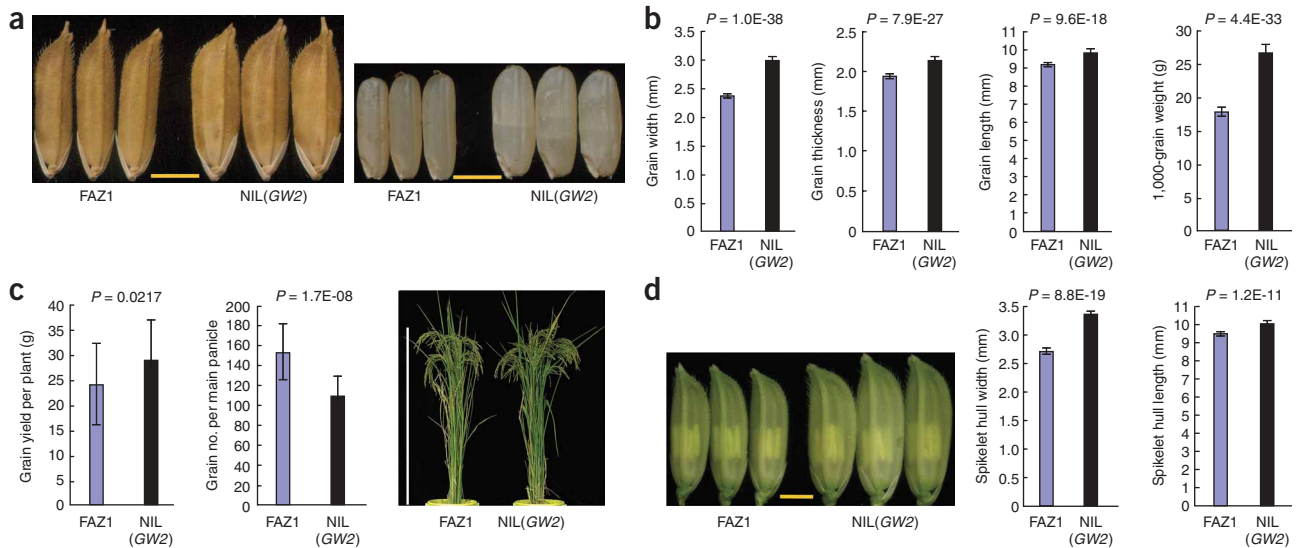 a
FAZ1
NIL(GW2)
FAZ1
NIL(GW2)
b
P = 1.0E-38
Grain width (mm)
3.5
3.0
2.5
2.0
1.5
1.0
0.5
0.0
FAZ1
NIL
(GW2)
P = 7.9E-27
Grain thickness (mm)
2.5
2.0
1.5
1.0
0.5
0
FAZ1
NIL
(GW2)
P = 9.6E-18
Grain length (mm)
11
10
9
8
7
6
5
4
3
2
1
0
FAZ1
NIL
(GW2)
P = 4.4E-33
1,000-grain weight (g)
30
25
20
15
10
5
0
FAZ1
NIL
(GW2)
c
P = 0.0217
Grain yield per plant (g)
40
35
30
25
20
15
10
5
0
FAZ1
NIL
(GW2)
P = 1.7E-08
Grain no. per main panicle
200
180
160
140
120
100
80
60
40
20
0
FAZ1
NIL
(GW2)
FAZ1
NIL(GW2)
d
FAZ1
NIL(GW2)
P = 8.8E-19
Spikelet hull width (mm)
3.5
3.0
2.5
2.0
1.5
1.0
0.5
0
FAZ1
NIL
(GW2)
P = 1.2E-11
Spikelet hull length (mm)
11
10
9
8
7
6
5
4
3
2
1
0
FAZ1
NIL
(GW2)